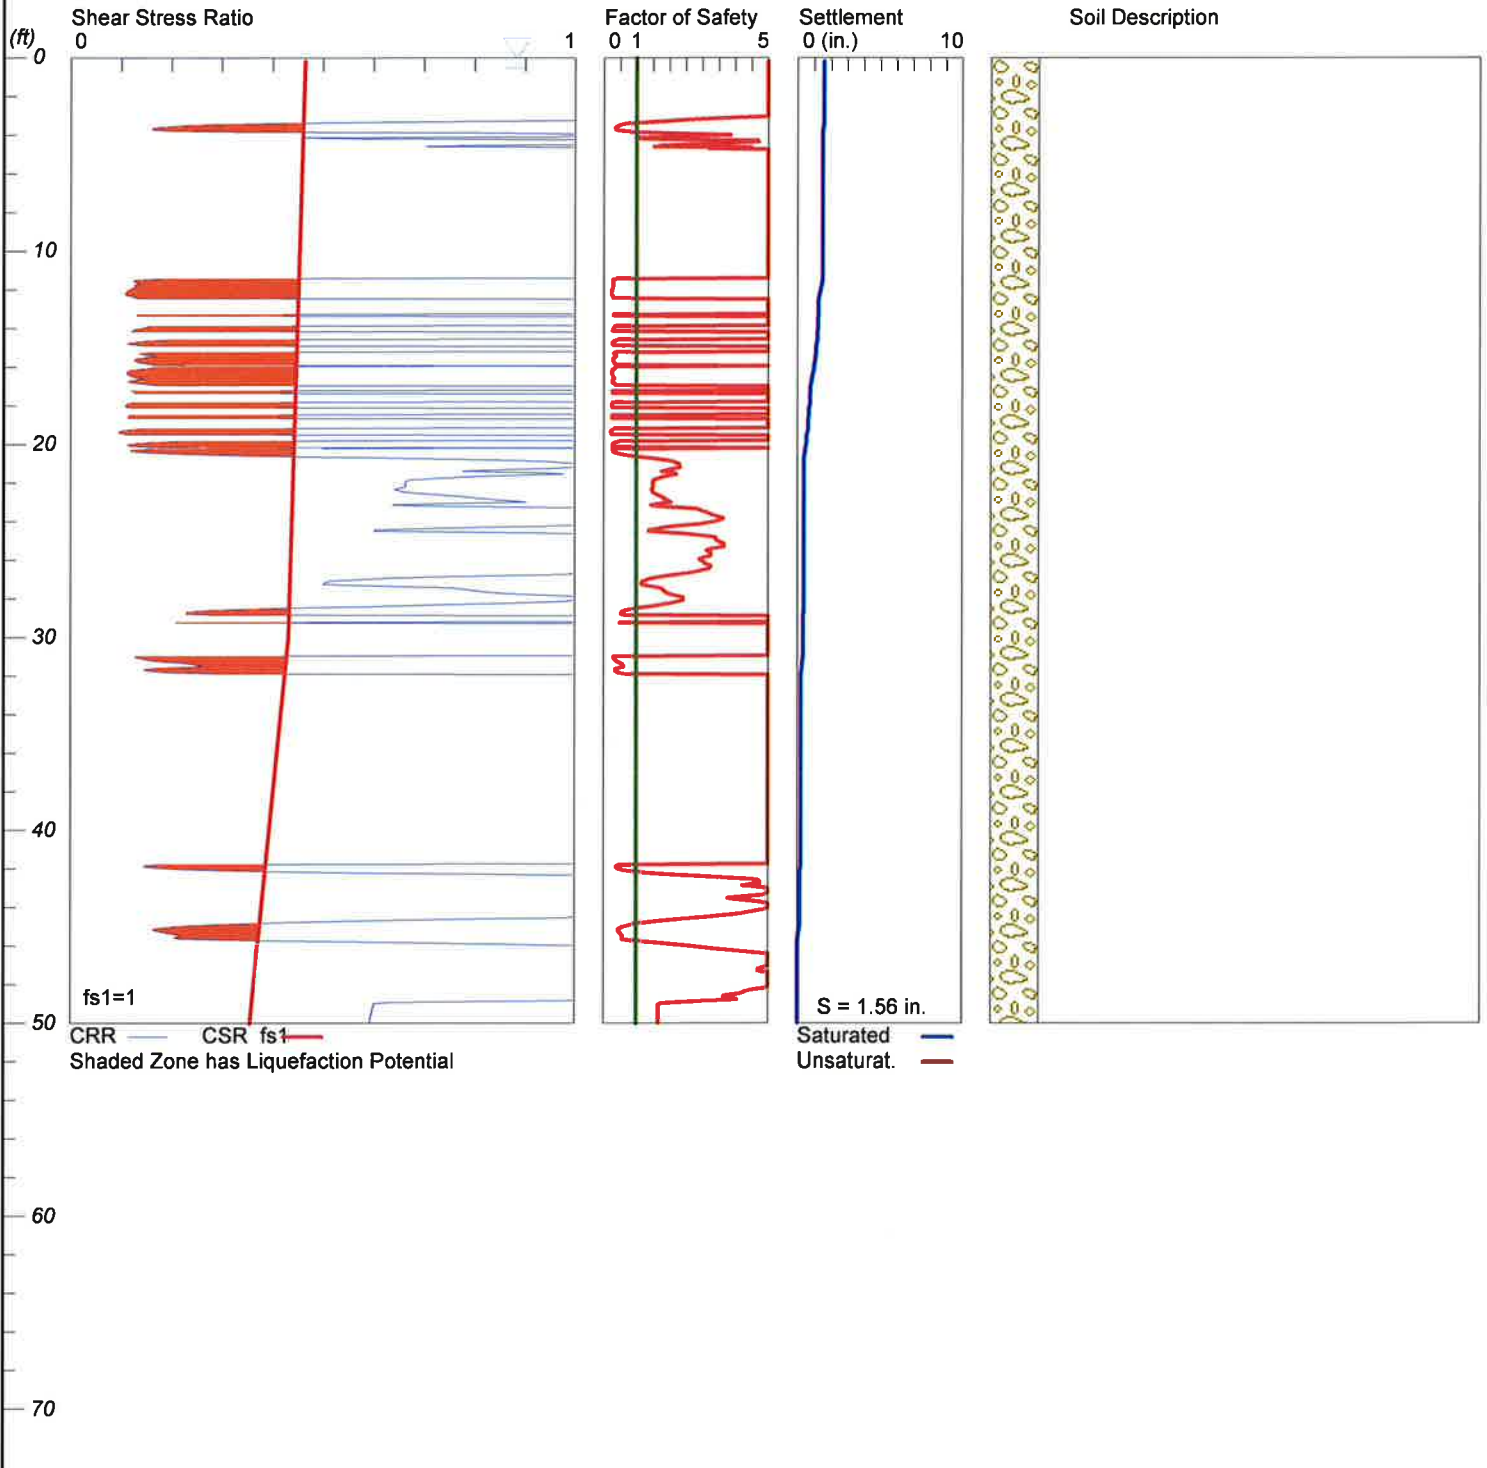 Shear Stress Ratio Factor of Safety Settlement Soil Description
(ft) 0 1 0 1 5 0 (in.) 10
0
10
20
30
40
fs1=1 S = 1.56 in.
50
CRR CSR fs1 Saturated
Shaded Zone has Liquefaction Potential Unsaturat.
60
70